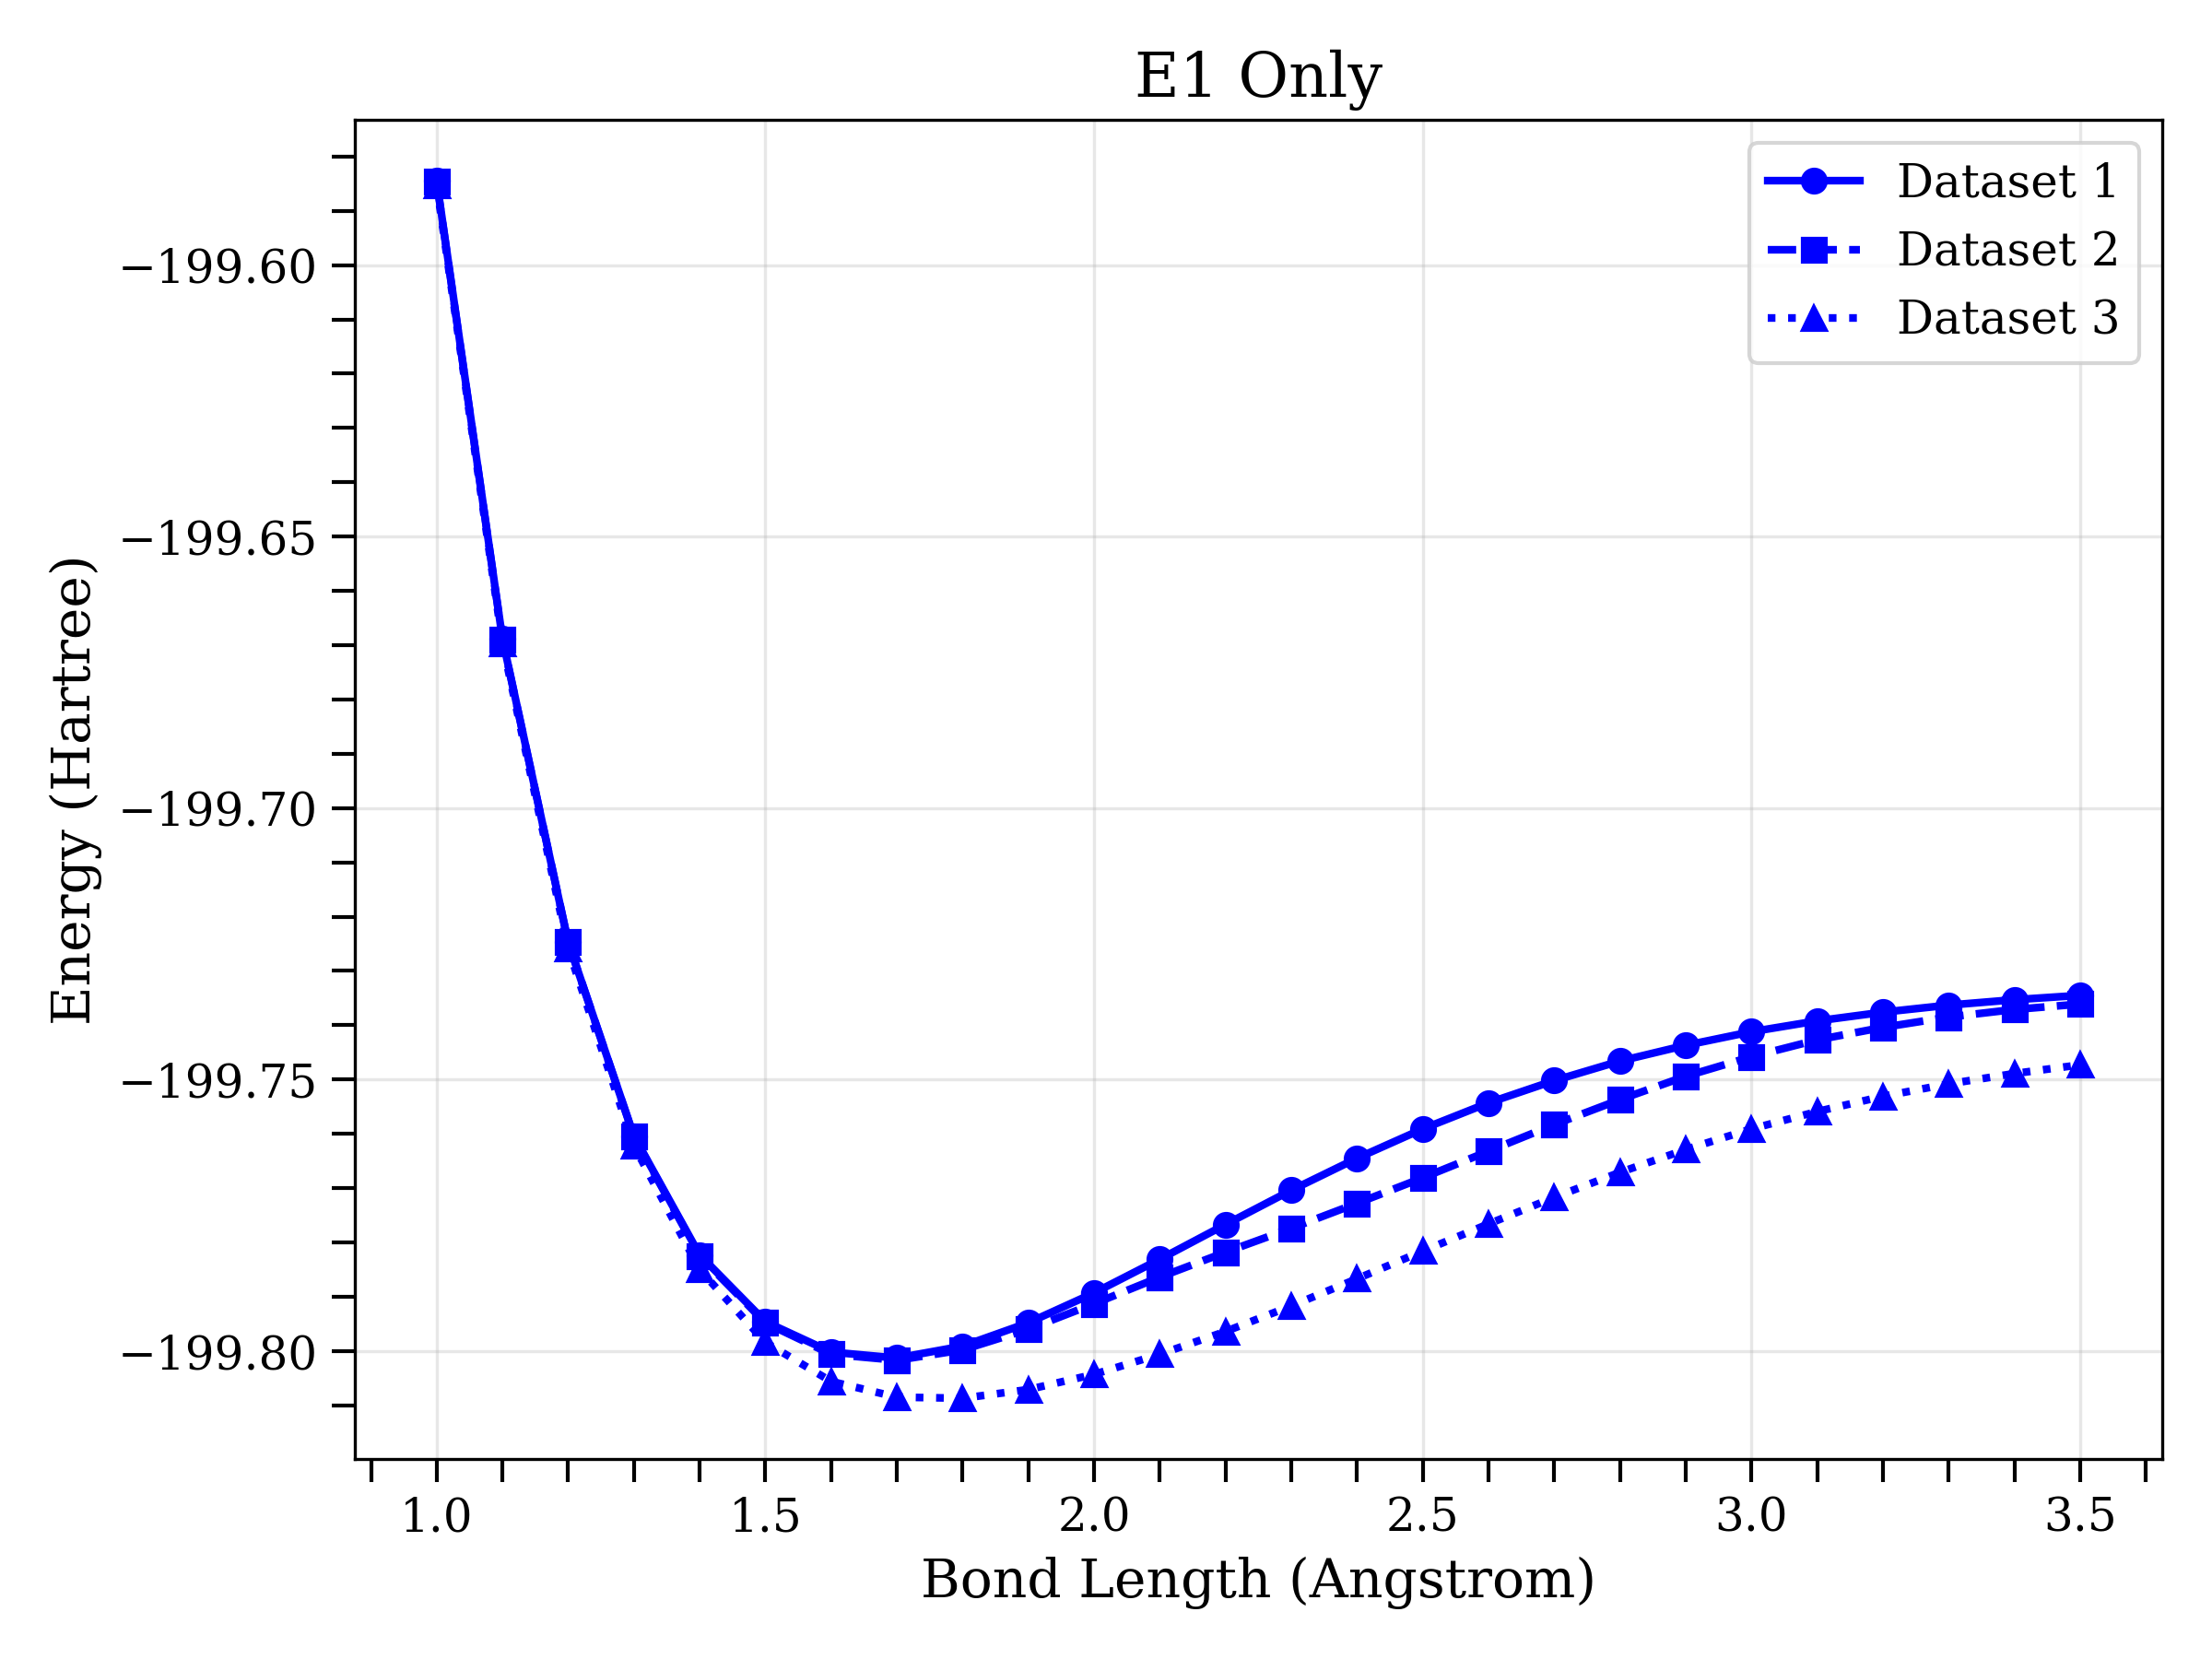 E1 Only
Dataset 1
Dataset 2
Dataset 3
Energy (Hartree)
−199.60
−199.65
−199.70
−199.75
−199.80
1.0 1.5 2.0 2.5 3.0 3.5
Bond Length (Angstrom)